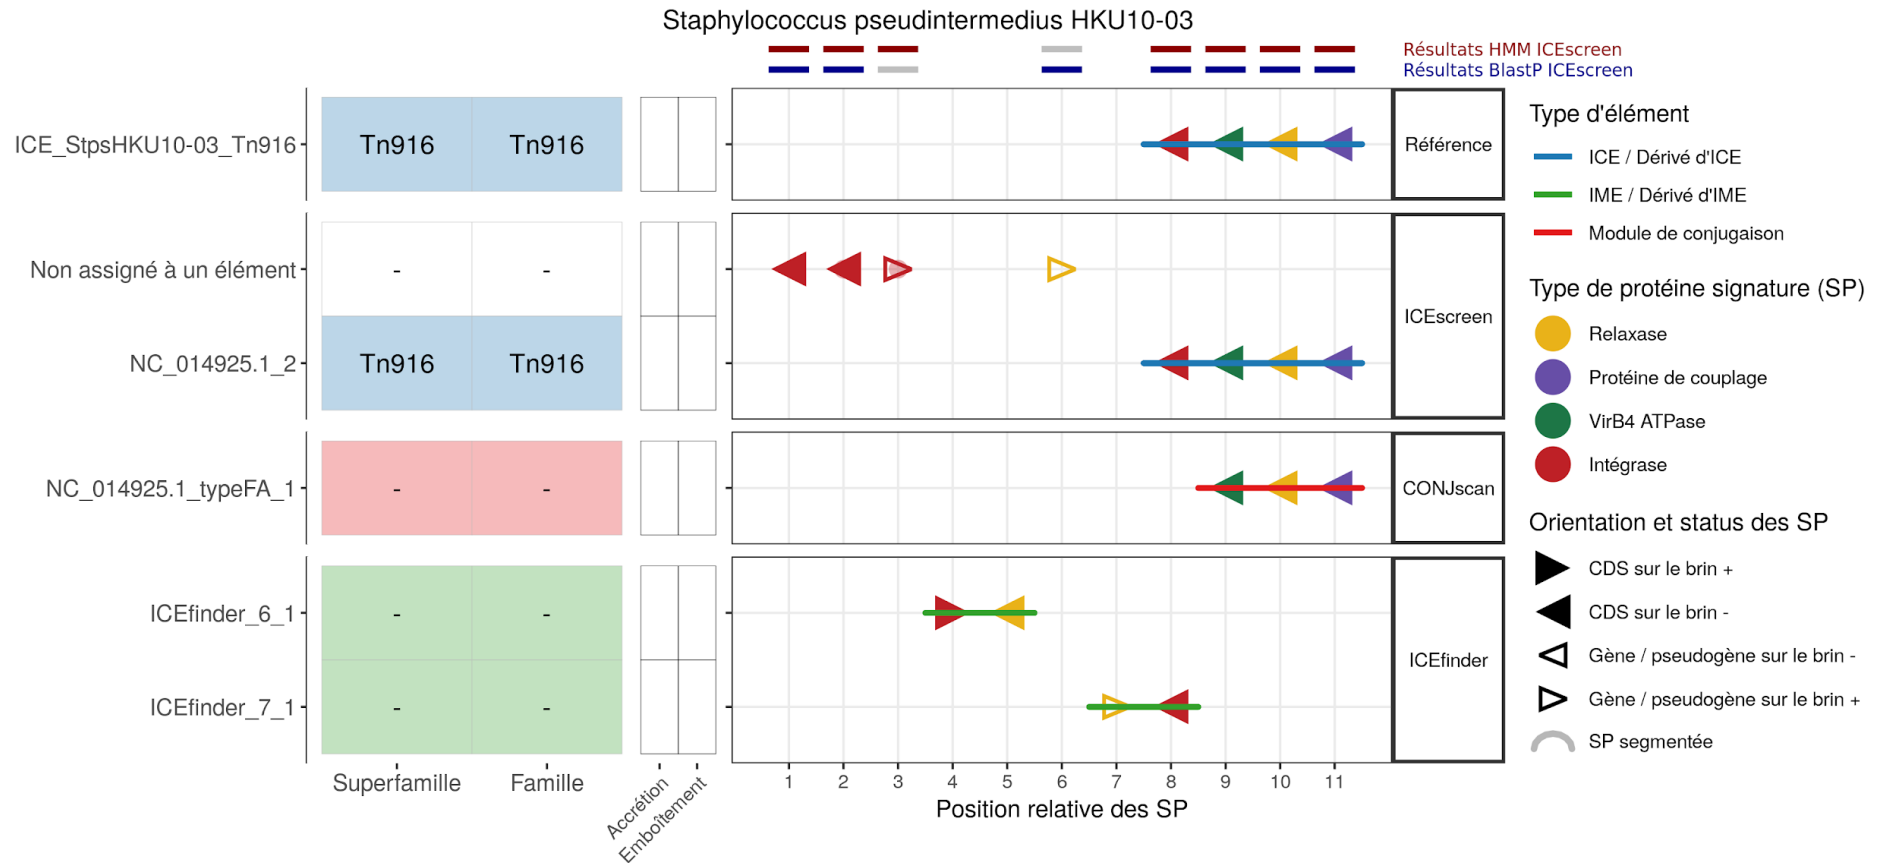 Staphylococcus pseudintermedius HKU10-03
Résultats HMM ICEscreen
Résultats BlastP ICEscreen
ICE_StpsHKU10-03_Tn916
Tn916
Tn916
Référence
Non assigné à un élément
-
-
ICEscreen
NC_014925.1_2
Tn916
Tn916
NC_014925.1_typeFA_1
-
-
CONJscan
ICEfinder_6_1
-
-
ICEfinder
ICEfinder_7_1
-
-
Superfamille
Famille
Accrétion
Emboîtement
1 2 3 4 5 6 7 8 9 10 11
Position relative des SP
Type d'élément
ICE / Dérivé d'ICE
IME / Dérivé d'IME
Module de conjugaison
Type de protéine signature (SP)
Relaxase
Protéine de couplage
VirB4 ATPase
Intégrase
Orientation et status des SP
CDS sur le brin +
CDS sur le brin -
Gène / pseudogène sur le brin -
Gène / pseudogène sur le brin +
SP segmentée